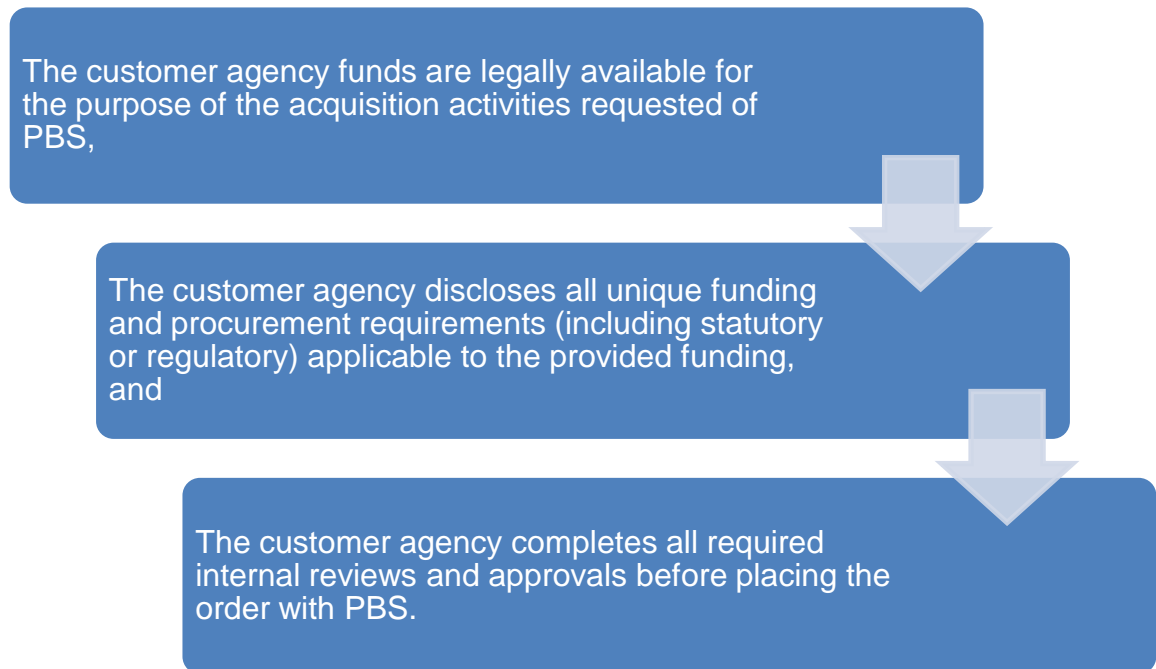 The customer agency funds are legally available for
the purpose of the acquisition activities requested of
PBS,
The customer agency discloses all unique funding
and procurement requirements (including statutory
or regulatory) applicable to the provided funding,
and
The customer agency completes all required
internal reviews and approvals before placing the
order with PBS.